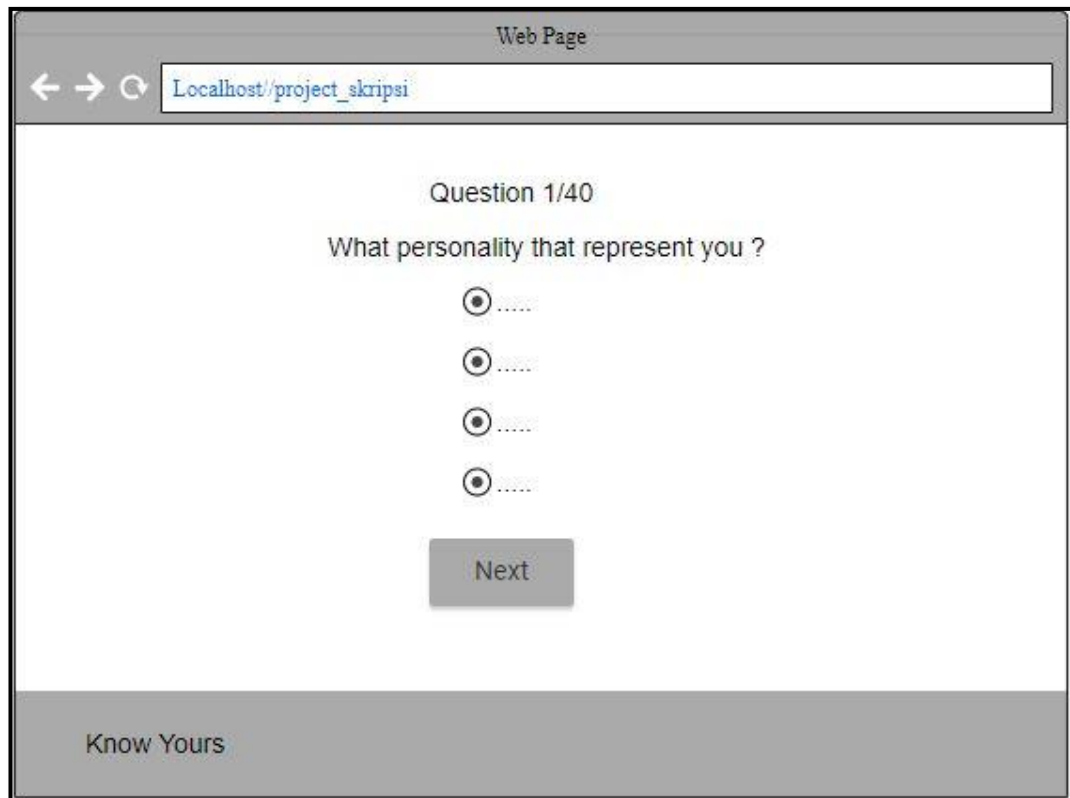 Web Page
Localhost//project_skripsi
Question 1/40
What personality that represent you ?
.....
.....
.....
.....
Next
Know Yours